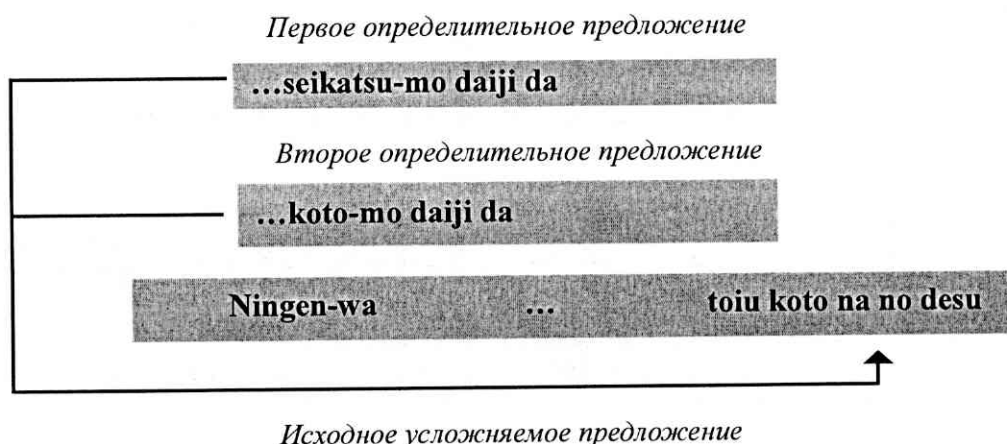 Первое определительное предложение
...seikatsu-mo daiji da
Второе определительное предложение
...koto-mo daiji da
Ningen-wa ... toiu koto na no desu
Исходное усложняемое предложение